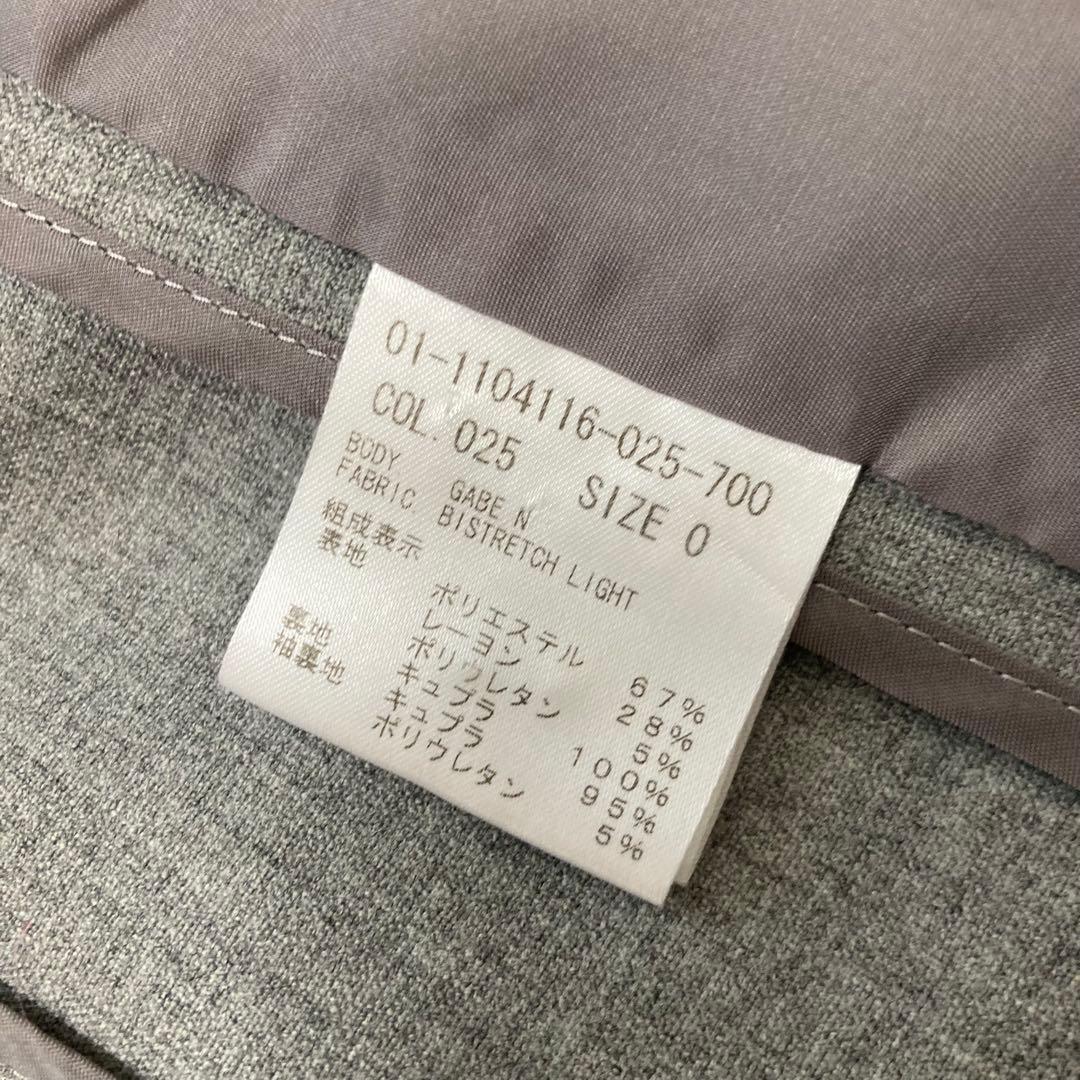 01-1104116-025-700
COL. 025 SIZE 0
BODY GABE N
FABRIC BISTRETCH LIGHT
組成表示
表地 ポリエステル 67%
レーヨン 28%
ポリウレタン 5%
裏地 キュプラ 100%
袖裏地 キュプラ 95%
ポリウレタン 5%